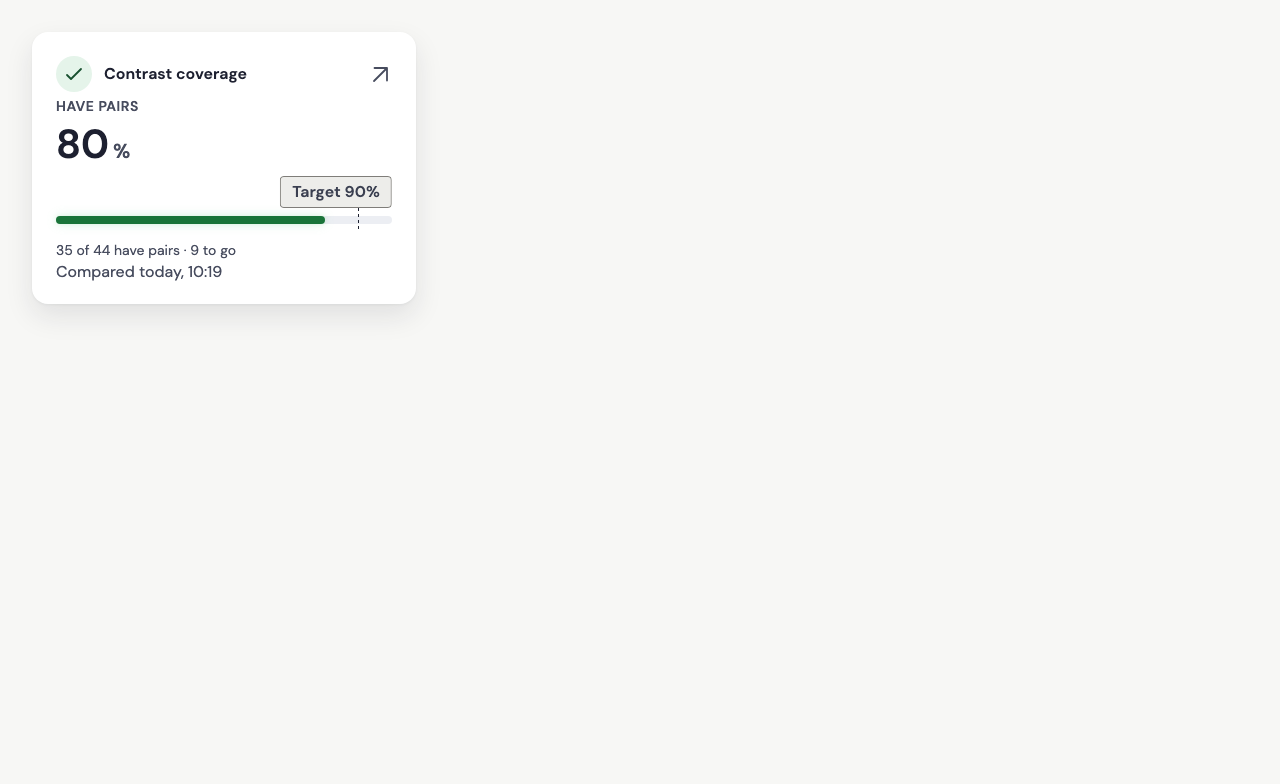 Contrast coverage
HAVE PAIRS
80 %
Target 90%
35 of 44 have pairs · 9 to go
Compared today, 10:19